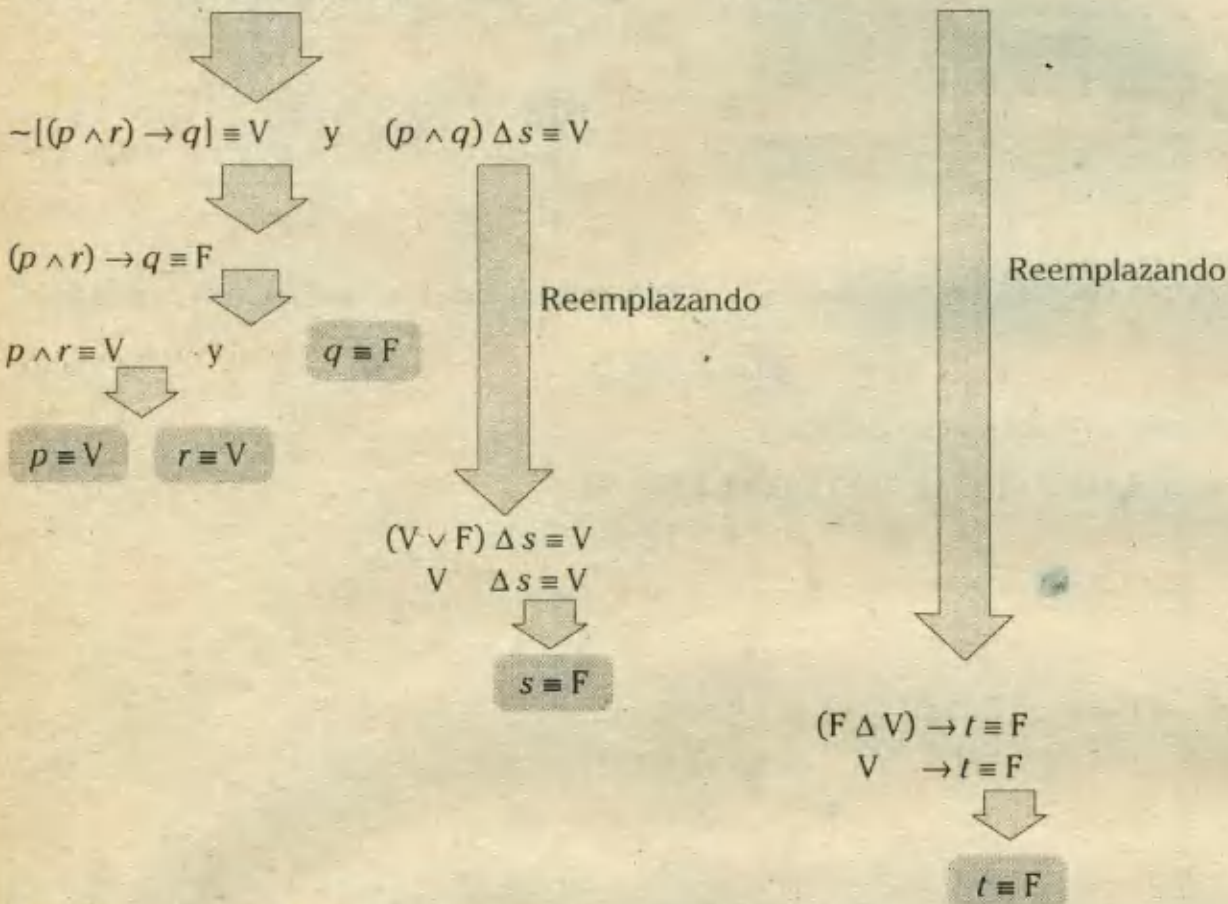 ~[(p ∧ r) → q] ≡ V y (p ∧ q) Δ s ≡ V
(p ∧ r) → q ≡ F
Reemplazando
Reemplazando
p ∧ r ≡ V y q ≡ F
p ≡ V r ≡ V
(V ∨ F) Δ s ≡ V
V Δ s ≡ V
s ≡ F
(F Δ V) → t ≡ F
V → t ≡ F
t ≡ F